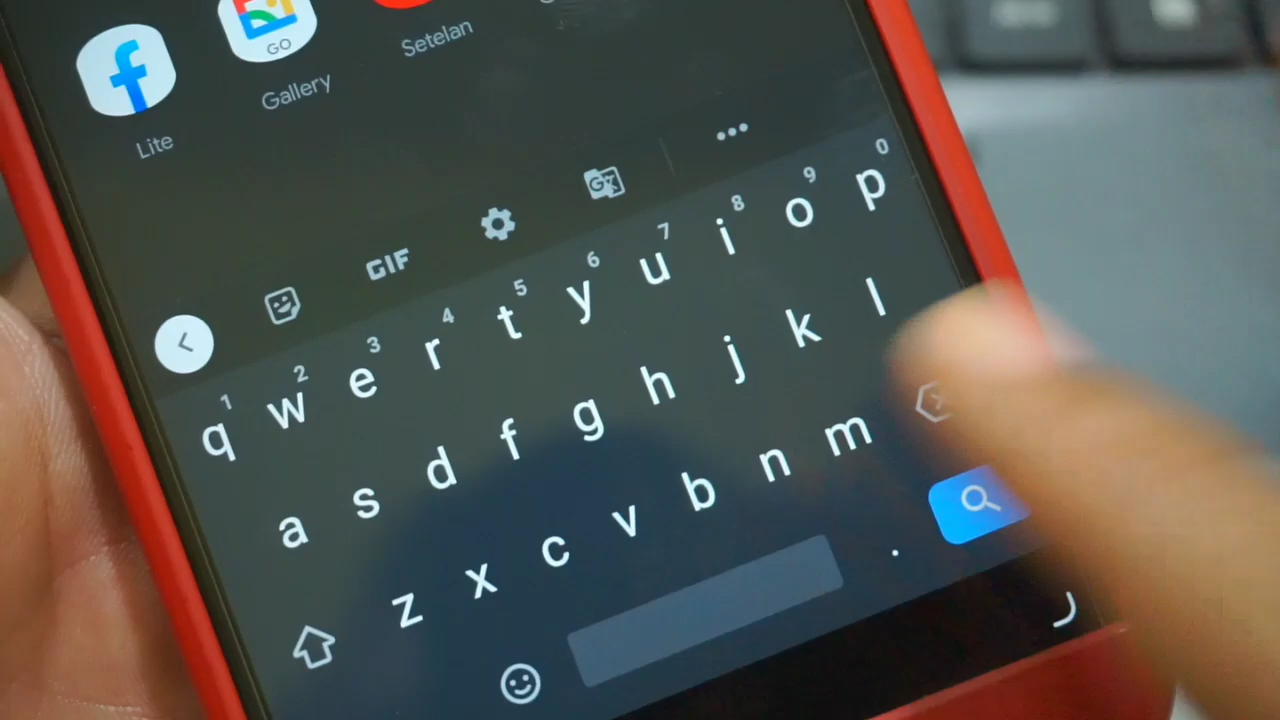 GO
Setelan
Gallery
Lite
GIF
1 2 3 4 5 6 7 8 9 0
q w e r t y u i o p
a s d f g h j k l
z x c v b n m
.